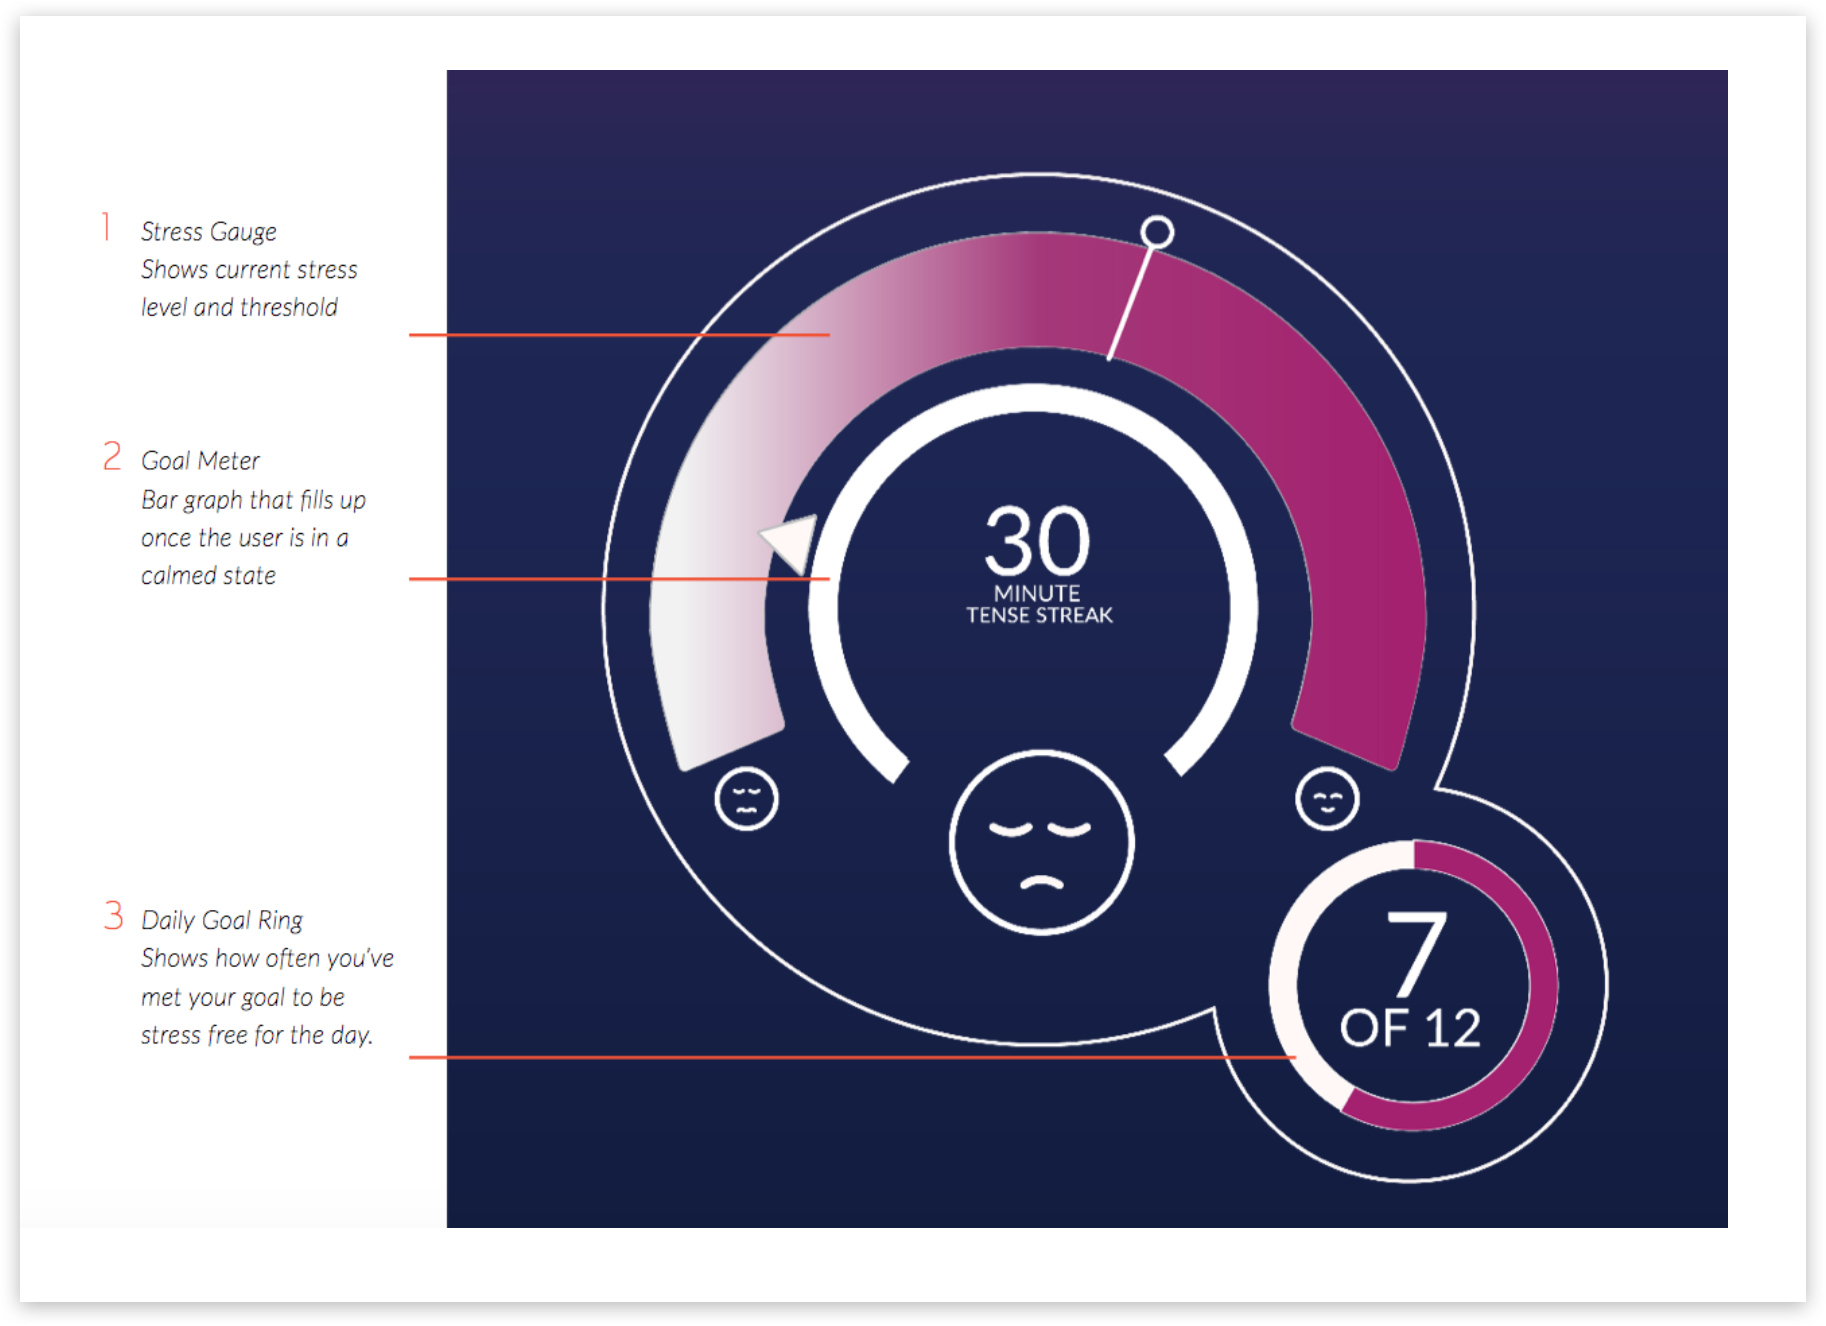 1
Stress Gauge
Shows current stress
level and threshold
2
Goal Meter
Bar graph that fills up
once the user is in a
calmed state
3
Daily Goal Ring
Shows how often you've
met your goal to be
stress free for the day.
30
MINUTE
TENSE STREAK
7
OF 12